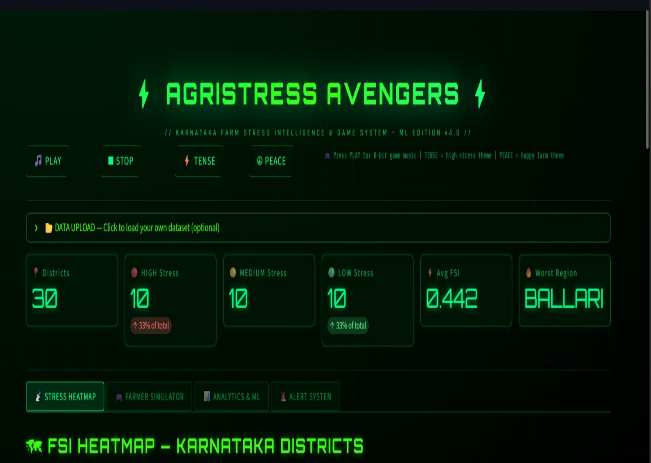 ⚡ AGRISTRESS AVENGERS ⚡
// KARNATAKA FARM STRESS INTELLIGENCE & GAME SYSTEM — ML EDITION v4.0 //
🎵 PLAY ⏹ STOP ⚡ TENSE ☮ PEACE 🎮 Press PLAY for 8-bit game music | TENSE = high stress theme | PEACE = happy farm theme
📂 DATA UPLOAD — Click to load your own dataset (optional)
📍 Districts 🔴 HIGH Stress 🟡 MEDIUM Stress 🟢 LOW Stress ⚡ Avg FSI 🔥 Worst Region
30 10 10 10 0.442 BALLARI
↑ 33% of total ↑ 33% of total
STRESS HEATMAP 🎮 FARMER SIMULATOR 📊 ANALYTICS & ML 🚨 ALERT SYSTEM
🗺 FSI HEATMAP — KARNATAKA DISTRICTS